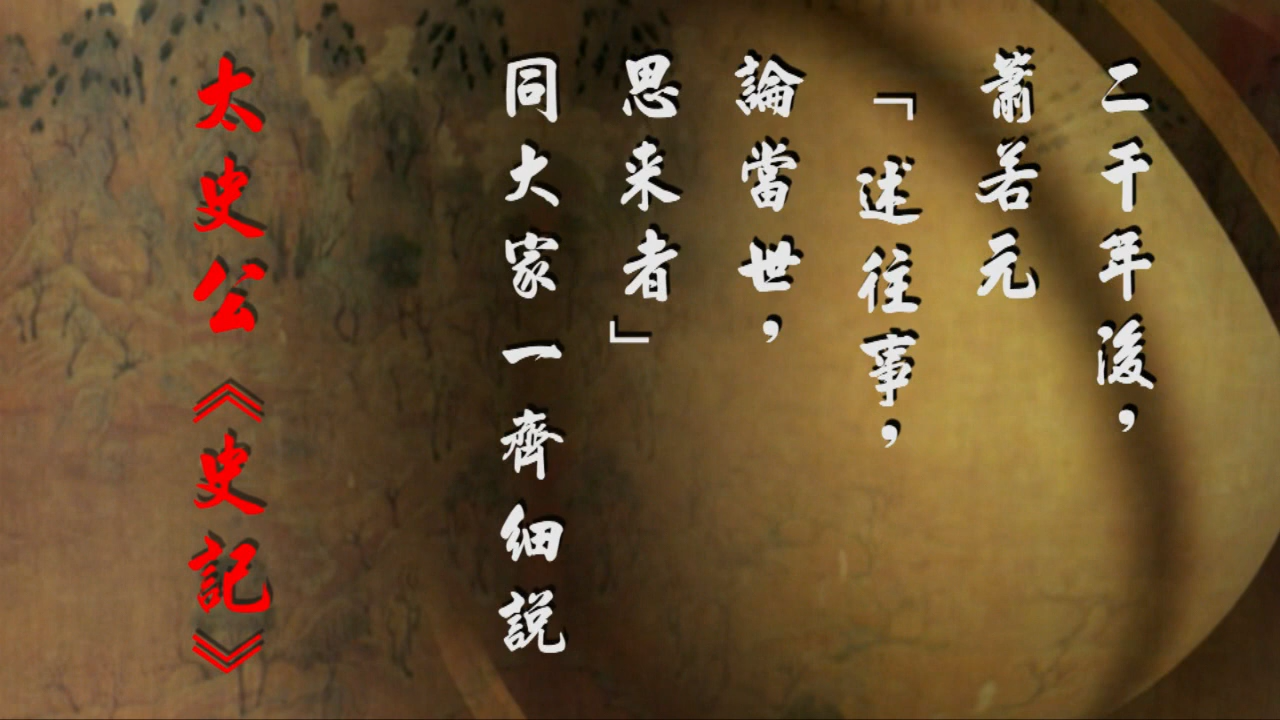 二千年後，
蕭若元
「述往事，
論當世，
思来者」
同大家一齊細説
太史公《史記》